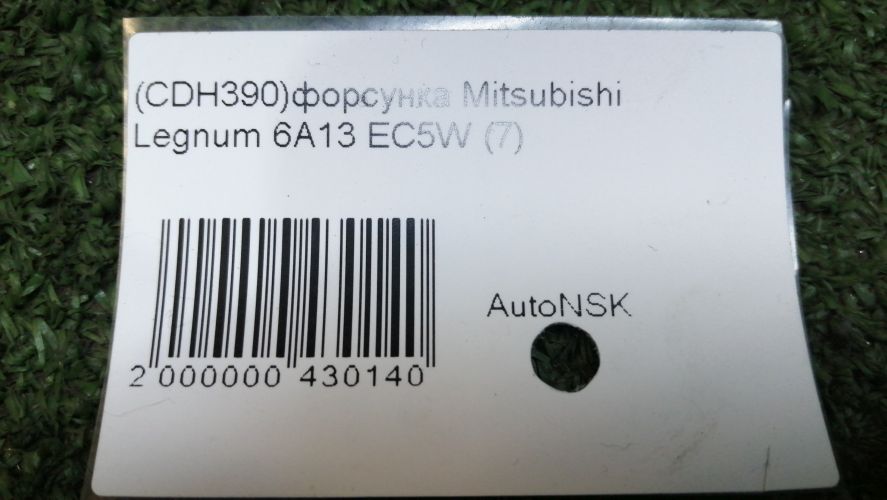 (CDH390)форсунка Mitsubishi
Legnum 6A13 EC5W (7)
AutoNSK
2 000000 430140